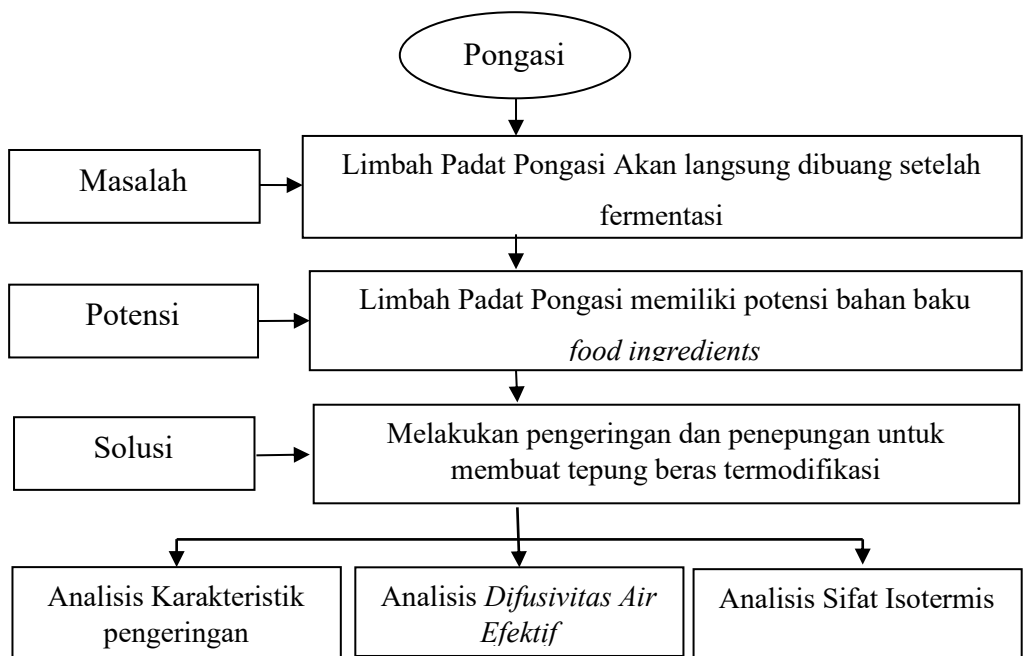 Pongasi
Masalah
Limbah Padat Pongasi Akan langsung dibuang setelah
fermentasi
Potensi
Limbah Padat Pongasi memiliki potensi bahan baku
food ingredients
Solusi
Melakukan pengeringan dan penepungan untuk
membuat tepung beras termodifikasi
Analisis Karakteristik
pengeringan
Analisis Difusivitas Air
Efektif
Analisis Sifat Isotermis